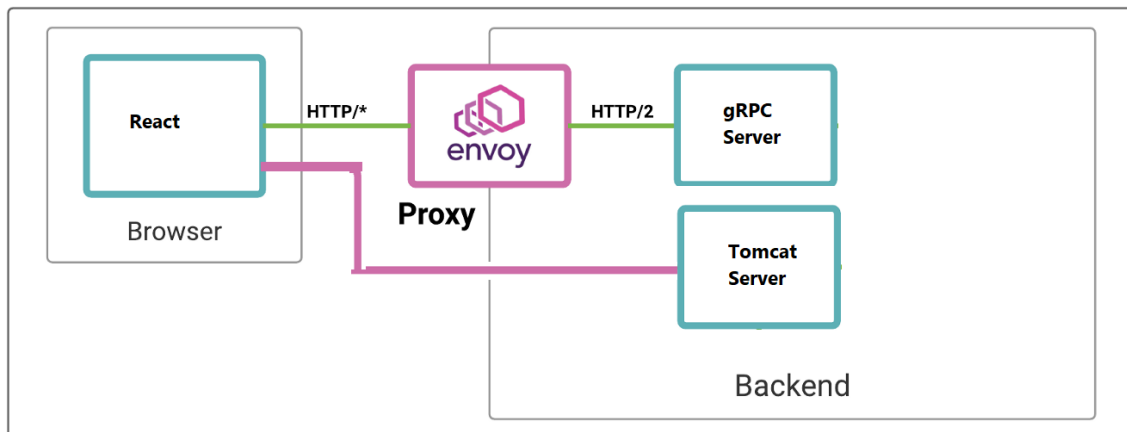 React
HTTP/*
envoy
HTTP/2
gRPC
Server
Proxy
Browser
Tomcat
Server
Backend